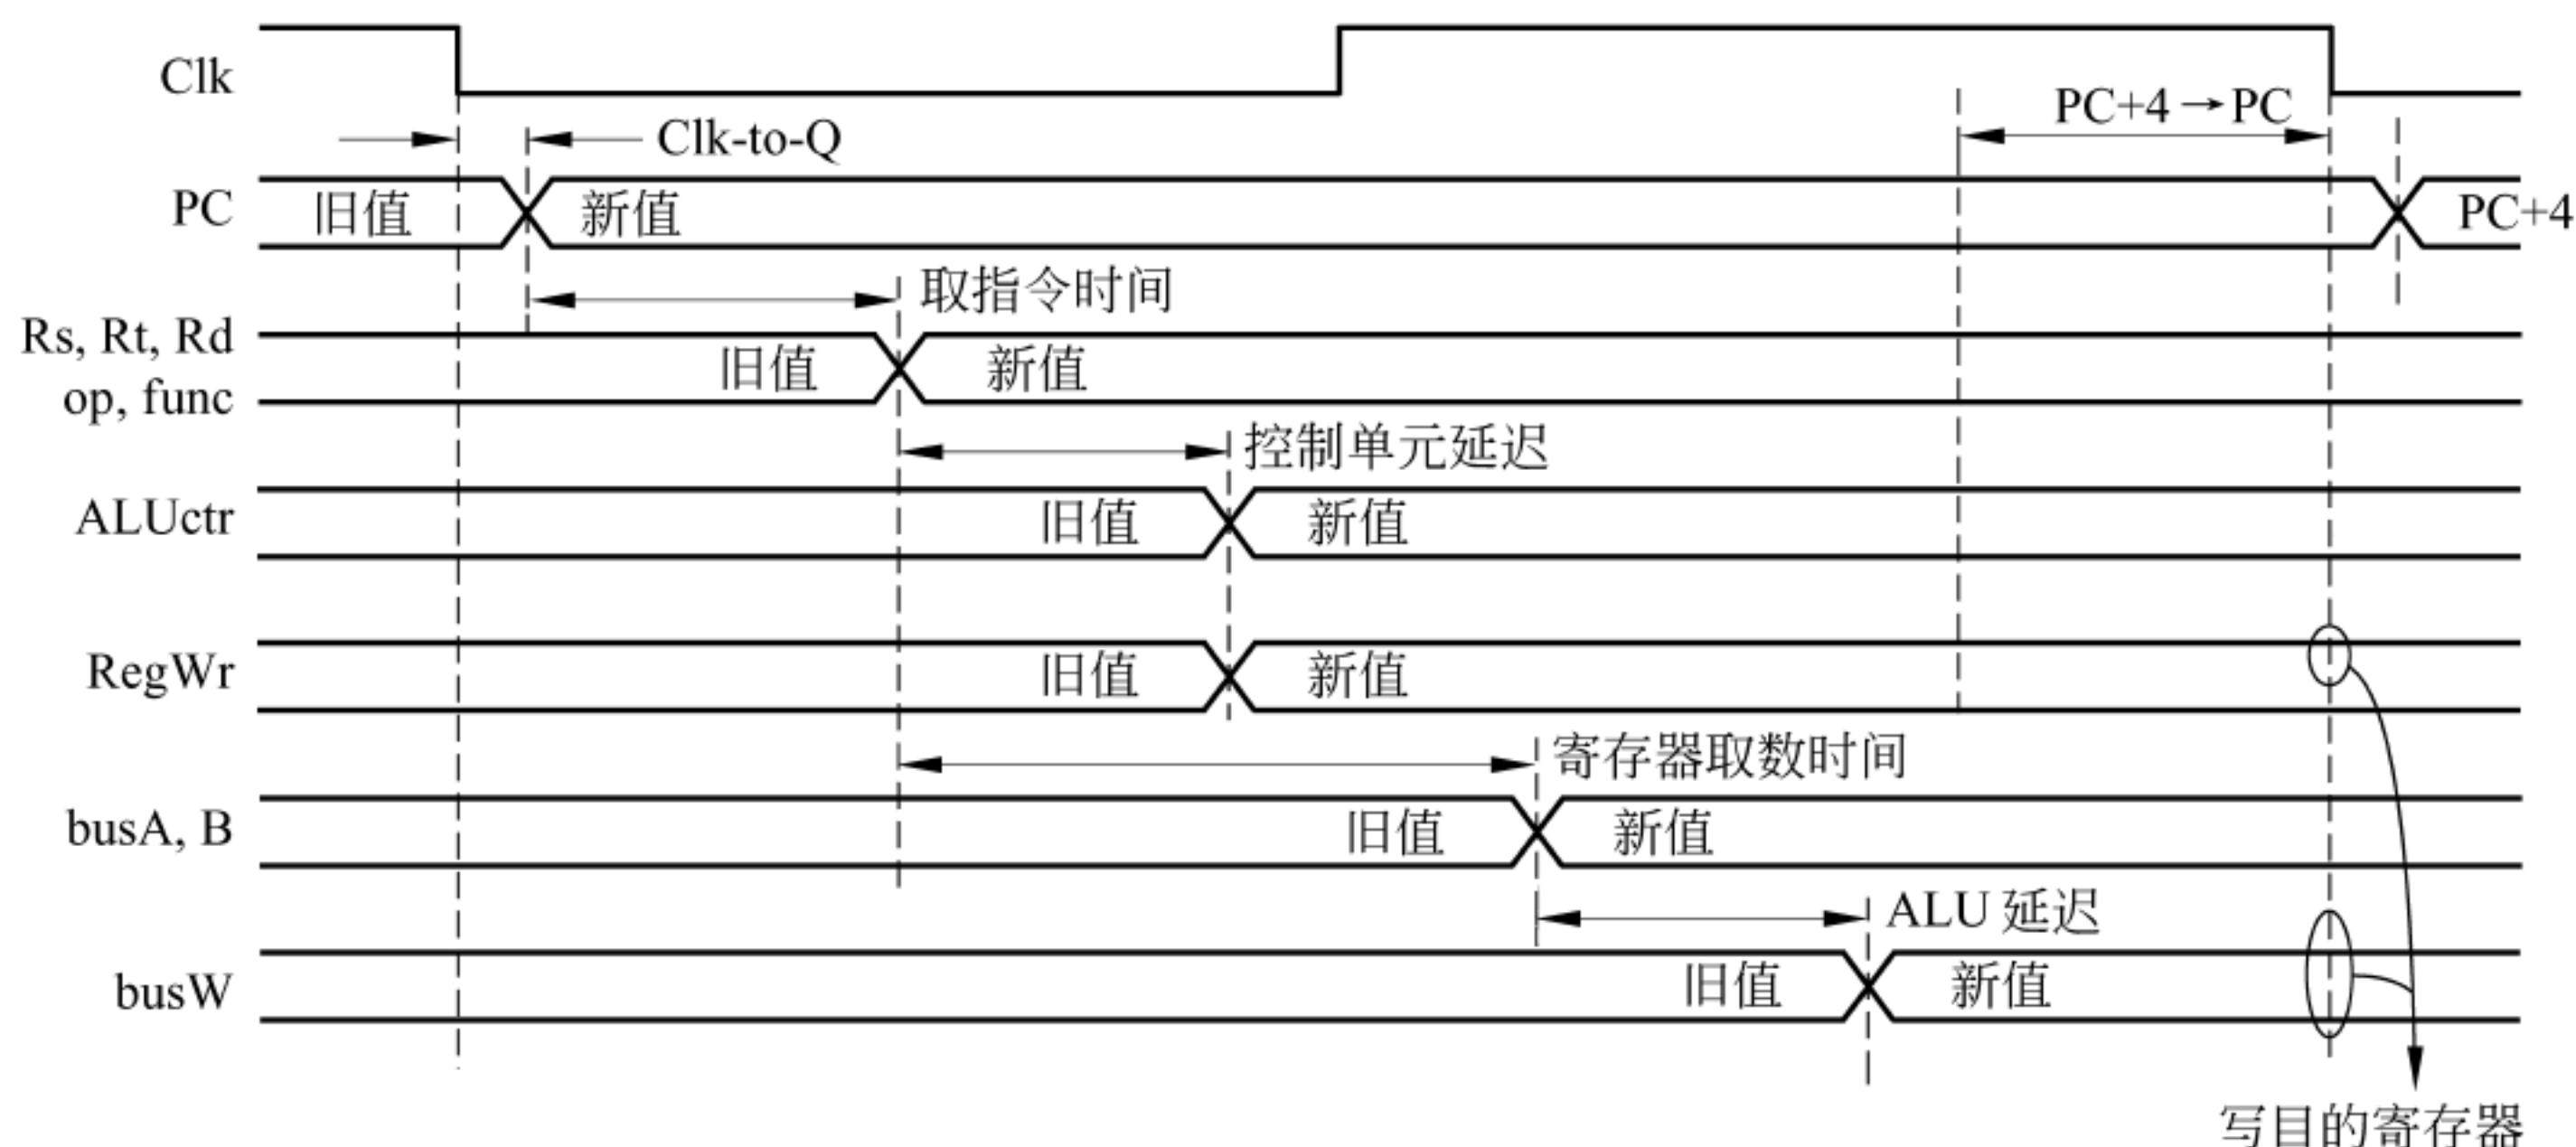 Clk
PC+4→PC
Clk-to-Q
PC 旧值 新值 PC+4
取指令时间
Rs, Rt, Rd
op, func
旧值 新值
控制单元延迟
ALUctr 旧值 新值
RegWr 旧值 新值
寄存器取数时间
busA, B 旧值 新值
ALU 延迟
busW 旧值 新值
写目的寄存器